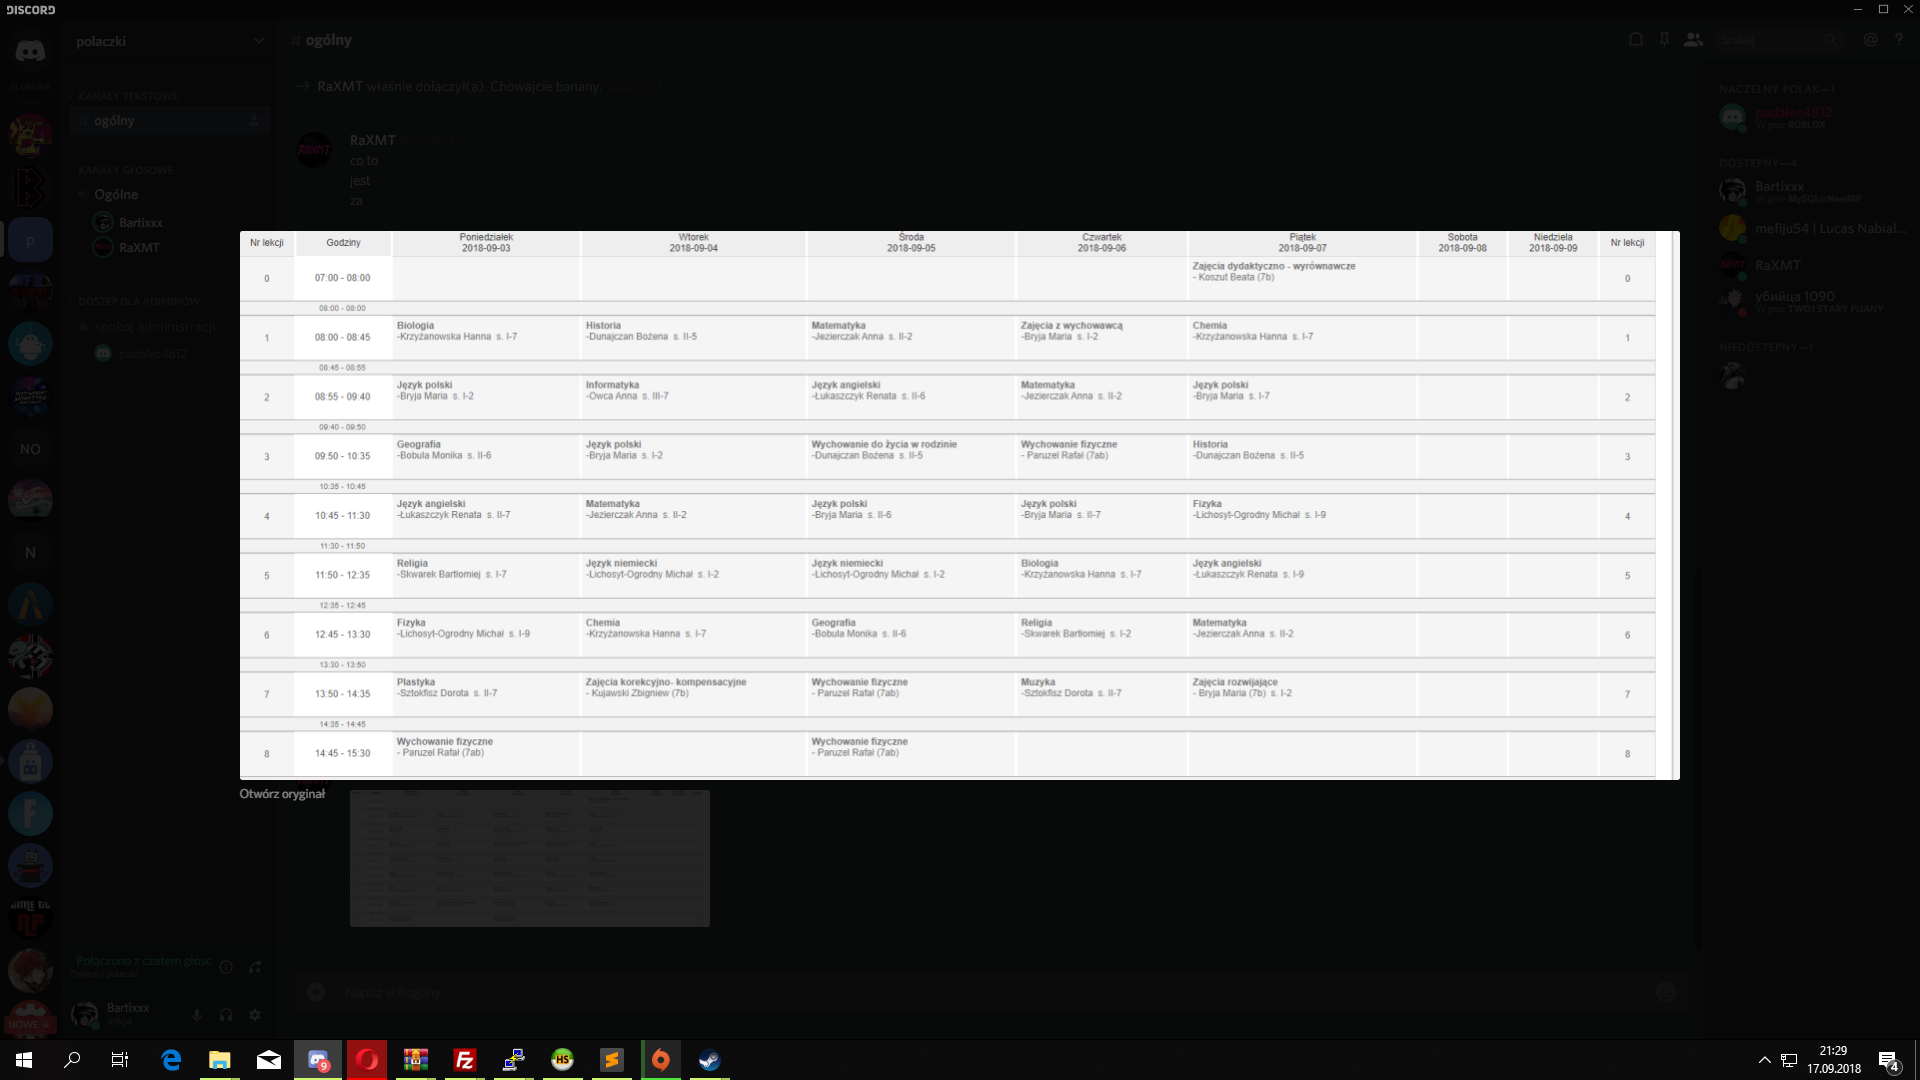 DISCORD
polaczki
# ogólny
Szukaj
RaXMT właśnie dołączył(a). Chowajcie banany.
KANAŁY TEKSTOWE
# ogólny
RaXMT
co to
jest
za
KANAŁY GŁOSOWE
Ogólne
Bartixxx
RaXMT
DOSTĘP DLA ADIMINÓW
spokój administracji
padalec4812
NACZELNY POLAK—1
padalec4812
W grze ROBLOX
DOSTĘPNY—4
Bartixxx
W grze MySQL&NeedRP
mefiju54 | Lucas Nabial...
RaXMT
убийца 1090
W grze TWÓJ STARY PIJANY
NIEDOSTĘPNY—1
p
NO
N
Nr lekcji Godziny Poniedziałek 2018-09-03 Wtorek 2018-09-04 Środa 2018-09-05 Czwartek 2018-09-06 Piątek 2018-09-07 Sobota 2018-09-08 Niedziela 2018-09-09 Nr lekcji
0 07:00 - 08:00 Zajęcia dydaktyczno - wyrównawcze 0
- Koszut Beata (7b)
08:00 - 08:00
1 08:00 - 08:45 Biologia Historia Matematyka Zajęcia z wychowawcą Chemia 1
-Krzyżanowska Hanna s. I-7 -Dunajczan Bożena s. II-5 -Jezierczak Anna s. II-2 -Bryja Maria s. I-2 -Krzyżanowska Hanna s. I-7
08:45 - 08:55
2 08:55 - 09:40 Język polski Informatyka Język angielski Matematyka Język polski 2
-Bryja Maria s. I-2 -Owca Anna s. III-7 -Łukaszczyk Renata s. II-6 -Jezierczak Anna s. II-2 -Bryja Maria s. I-7
09:40 - 09:50
3 09:50 - 10:35 Geografia Język polski Wychowanie do życia w rodzinie Wychowanie fizyczne Historia 3
-Bobula Monika s. II-6 -Bryja Maria s. I-2 -Dunajczan Bożena s. II-5 - Paruzel Rafał (7ab) -Dunajczan Bożena s. II-5
10:35 - 10:45
4 10:45 - 11:30 Język angielski Matematyka Język polski Język polski Fizyka 4
-Łukaszczyk Renata s. II-7 -Jezierczak Anna s. II-2 -Bryja Maria s. II-6 -Bryja Maria s. II-7 -Lichosyt-Ogrodny Michał s. I-9
11:30 - 11:50
5 11:50 - 12:35 Religia Język niemiecki Język niemiecki Biologia Język angielski 5
-Skwarek Bartłomiej s. I-7 -Lichosyt-Ogrodny Michał s. I-2 -Lichosyt-Ogrodny Michał s. I-2 -Krzyżanowska Hanna s. I-7 -Łukaszczyk Renata s. I-9
12:35 - 12:45
6 12:45 - 13:30 Fizyka Chemia Geografia Religia Matematyka 6
-Lichosyt-Ogrodny Michał s. I-9 -Krzyżanowska Hanna s. I-7 -Bobula Monika s. II-6 -Skwarek Bartłomiej s. I-2 -Jezierczak Anna s. II-2
13:30 - 13:50
7 13:50 - 14:35 Plastyka Zajęcia korekcyjno- kompensacyjne Wychowanie fizyczne Muzyka Zajęcia rozwijające 7
-Sztokfisz Dorota s. II-7 - Kujawski Zbigniew (7b) - Paruzel Rafał (7ab) -Sztokfisz Dorota s. II-7 - Bryja Maria (7b) s. I-2
14:35 - 14:45
8 14:45 - 15:30 Wychowanie fizyczne Wychowanie fizyczne 8
- Paruzel Rafał (7ab) - Paruzel Rafał (7ab)
Otwórz oryginał
Połączono z czatem głosc
Ogólne / polaczki
Bartixxx
NOWE
Napisz w #ogólny
9
HS
21:29
17.09.2018
4